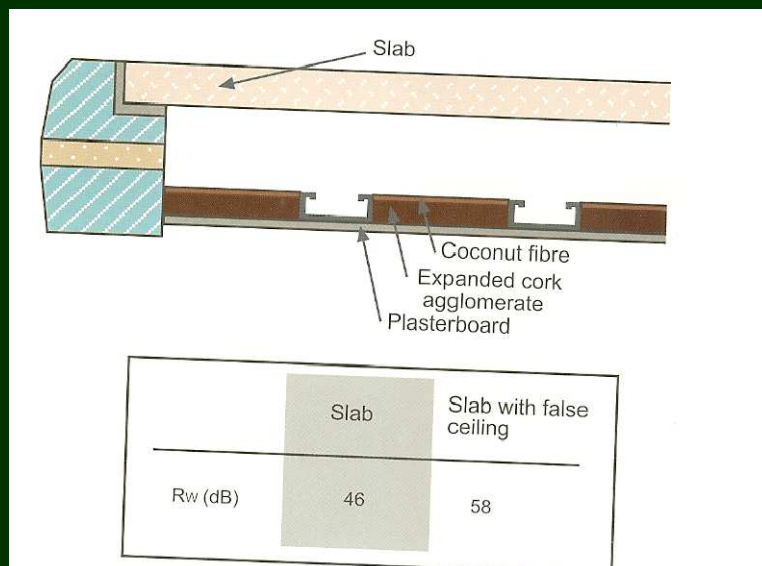 Slab
Coconut fibre
Expanded cork
agglomerate
Plasterboard
Slab
Slab with false
ceiling
Rw (dB)
46
58